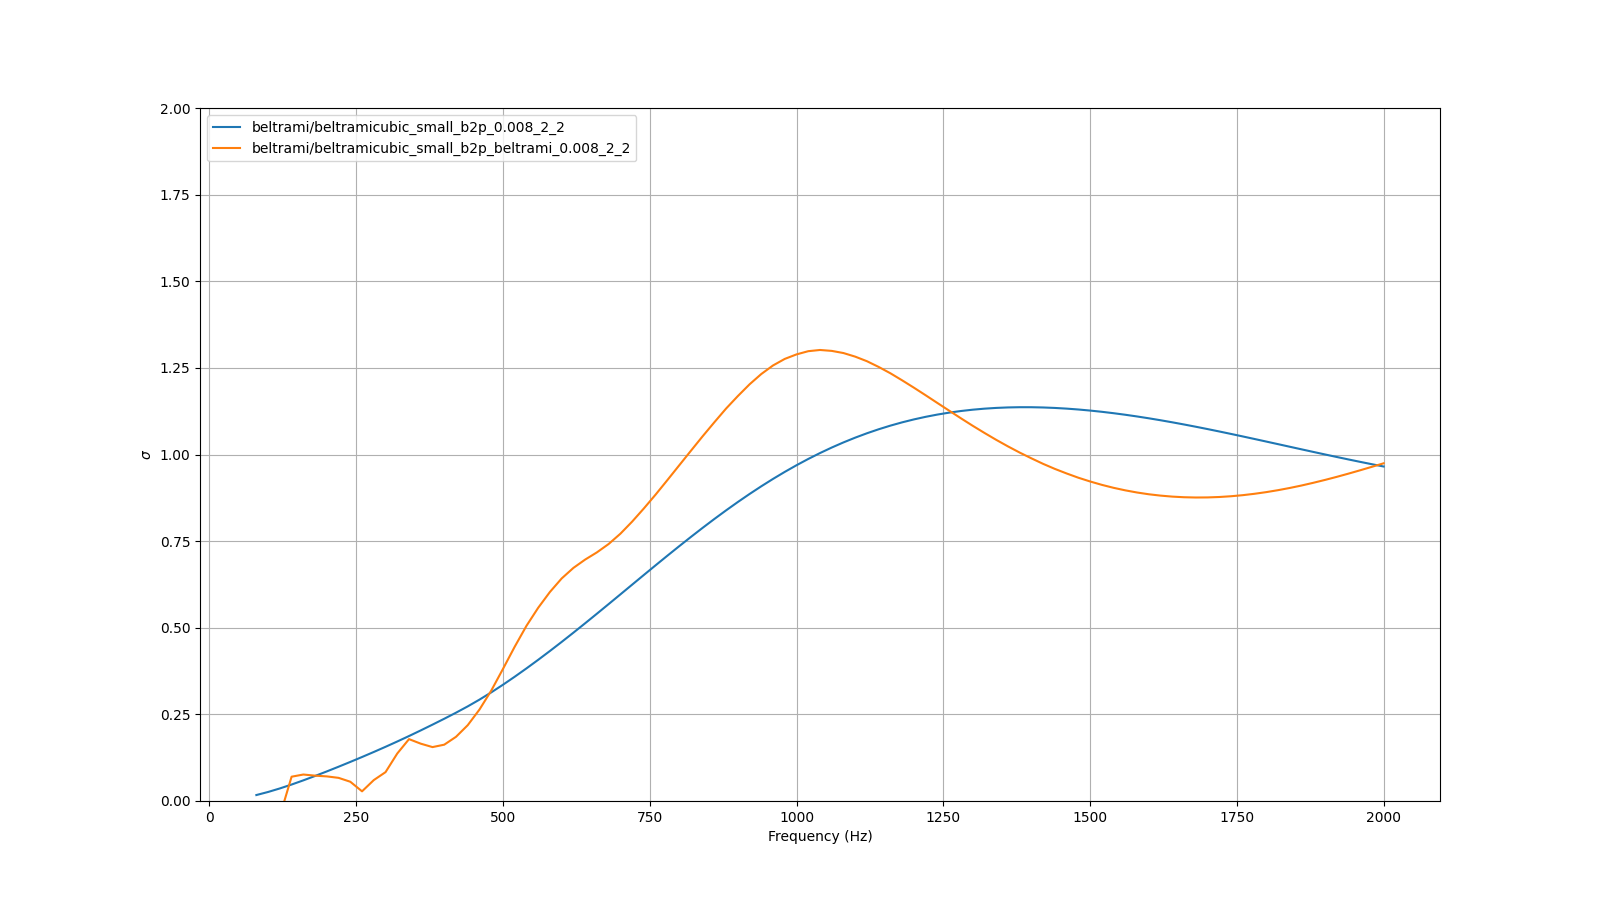 beltrami/beltramicubic_small_b2p_0.008_2_2
beltrami/beltramicubic_small_b2p_beltrami_0.008_2_2
2.00
1.75
1.50
1.25
1.00
0.75
0.50
0.25
0.00
σ
0 250 500 750 1000 1250 1500 1750 2000
Frequency (Hz)